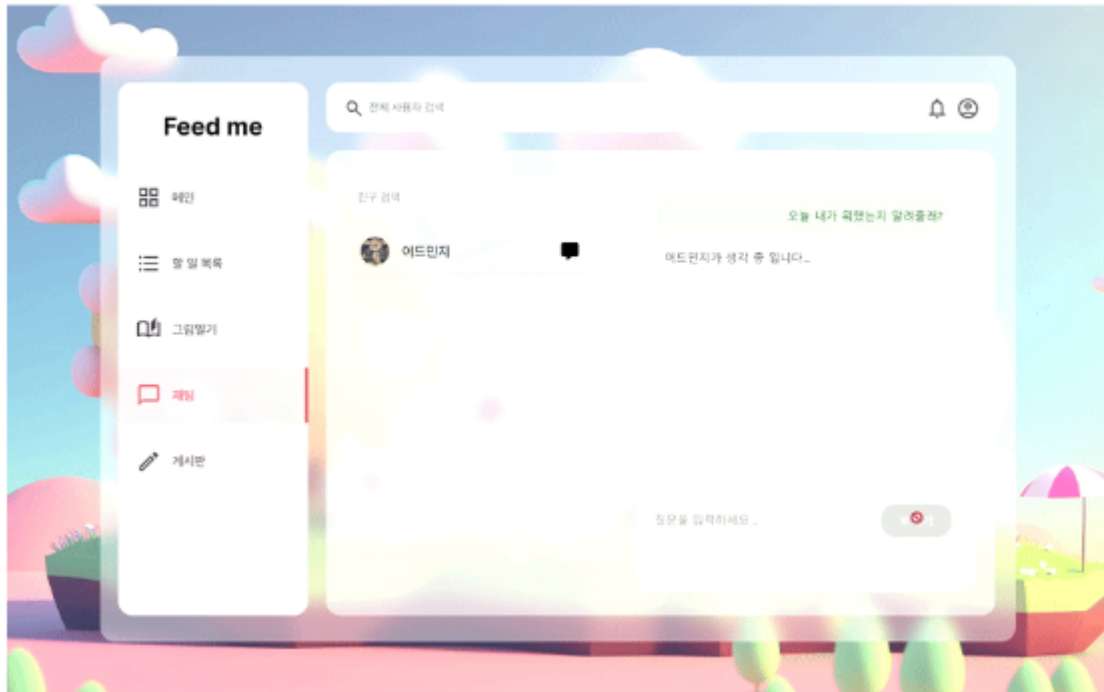 Feed me
메인
할 일 목록
그림일기
채팅
게시판
전체 사용자 검색
친구 검색
어드민지
오늘 내가 뭐했는지 알려줄래?
어드민지가 생각 중 입니다...
질문을 입력하세요...